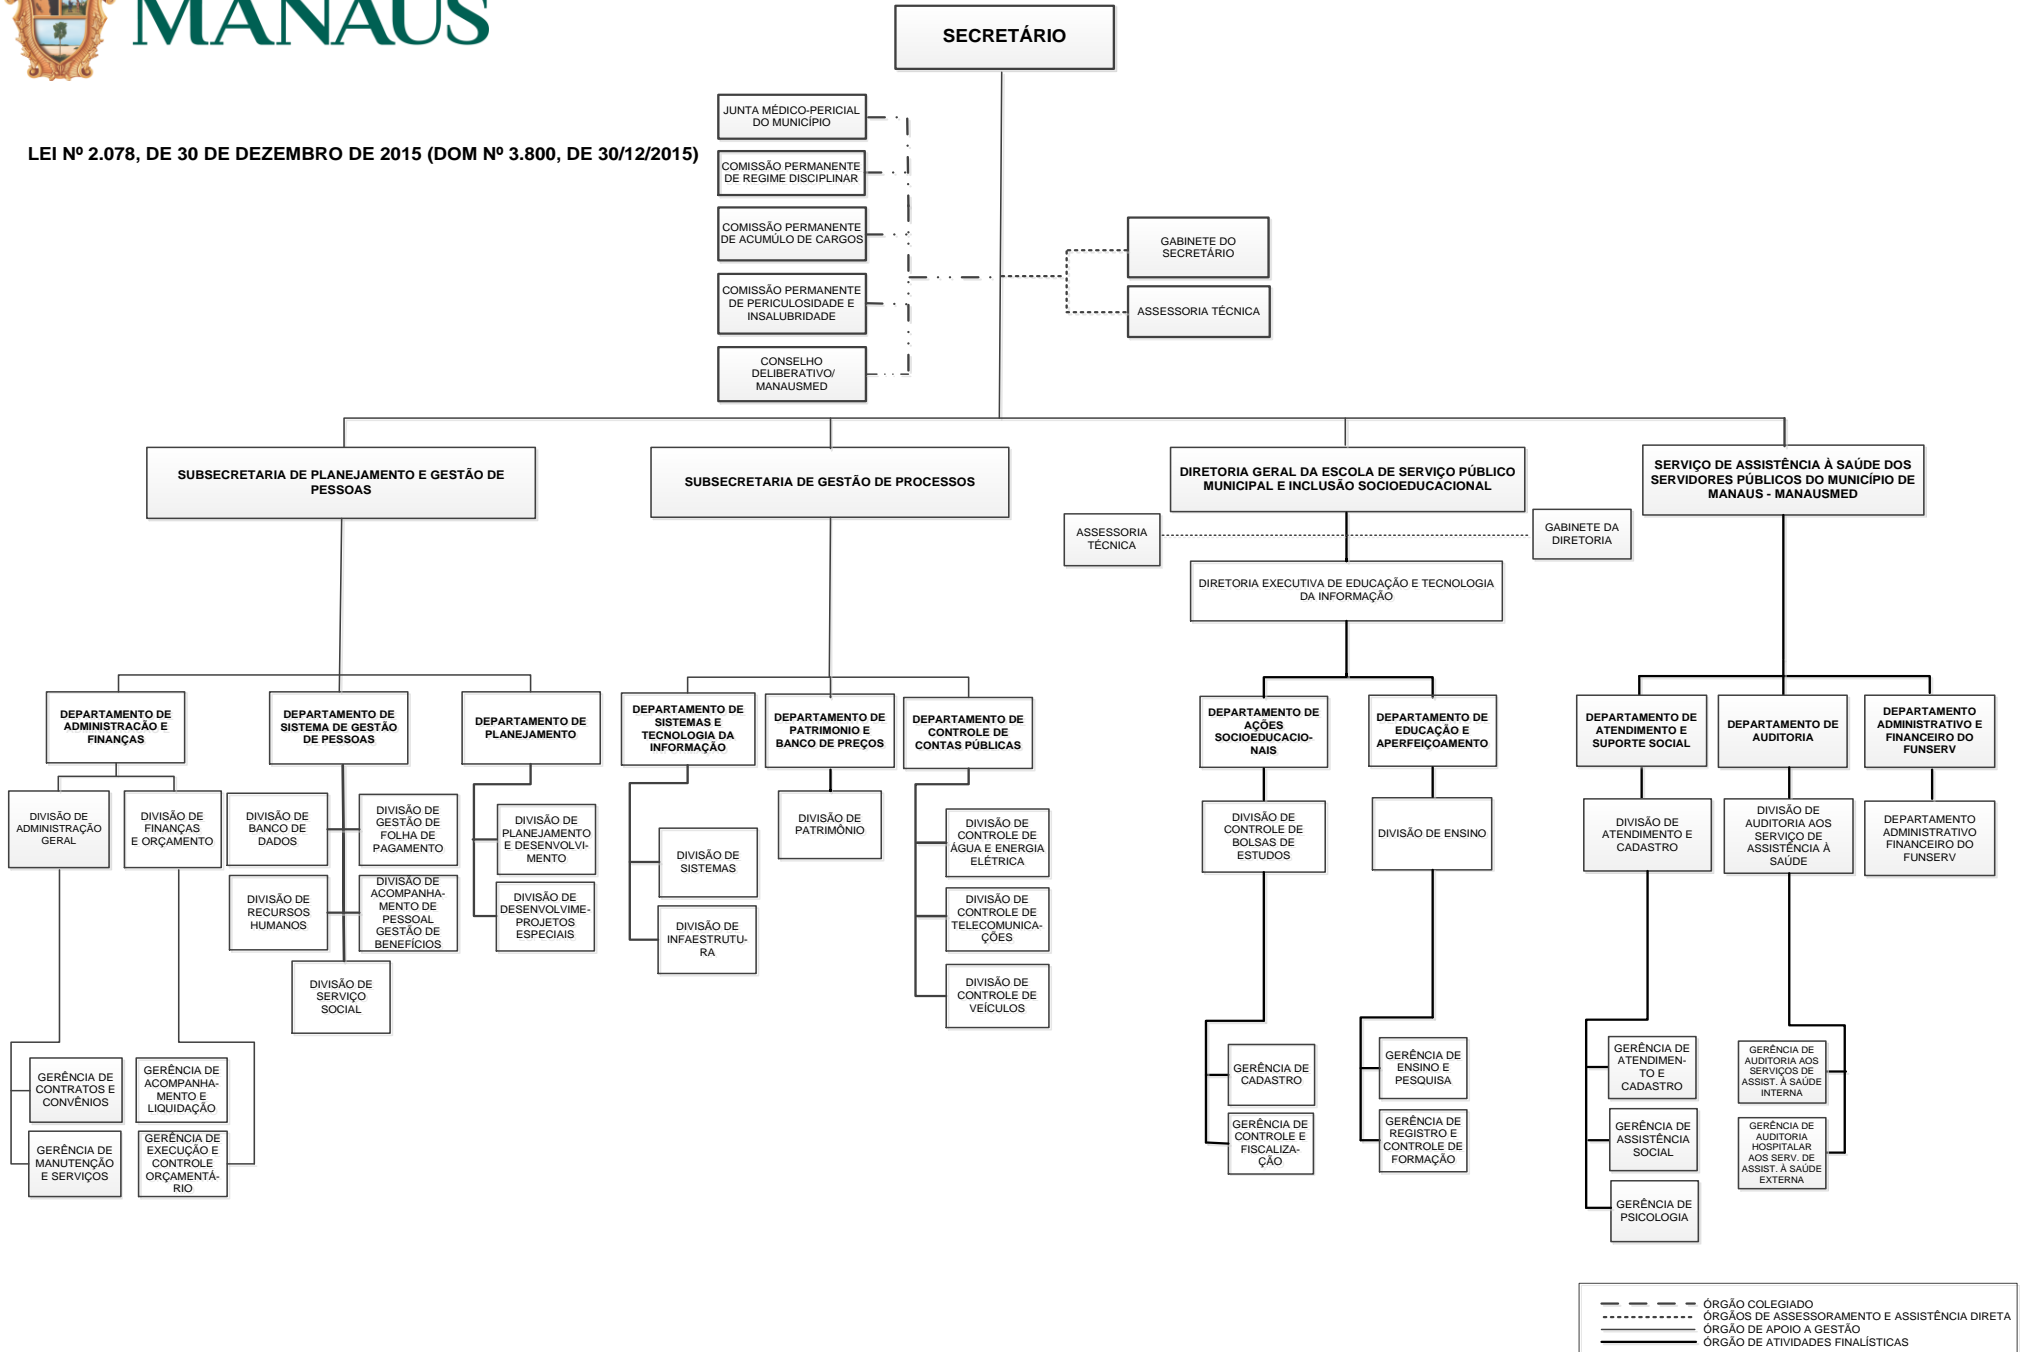 MANAUS
SECRETÁRIO
LEI Nº 2.078, DE 30 DE DEZEMBRO DE 2015 (DOM Nº 3.800, DE 30/12/2015)
JUNTA MÉDICO-PERICIAL
DO MUNICÍPIO
COMISSÃO PERMANENTE
DE REGIME DISCIPLINAR
COMISSÃO PERMANENTE
DE ACUMÚLO DE CARGOS
COMISSÃO PERMANENTE
DE PERICULOSIDADE E
INSALUBRIDADE
CONSELHO
DELIBERATIVO/
MANAUSMED
GABINETE DO
SECRETÁRIO
ASSESSORIA TÉCNICA
SUBSECRETARIA DE PLANEJAMENTO E GESTÃO DE
PESSOAS
SUBSECRETARIA DE GESTÃO DE PROCESSOS
DIRETORIA GERAL DA ESCOLA DE SERVIÇO PÚBLICO
MUNICIPAL E INCLUSÃO SOCIOEDUCACIONAL
SERVIÇO DE ASSISTÊNCIA À SAÚDE DOS
SERVIDORES PÚBLICOS DO MUNICÍPIO DE
MANAUS - MANAUSMED
ASSESSORIA
TÉCNICA
GABINETE DA
DIRETORIA
DIRETORIA EXECUTIVA DE EDUCAÇÃO E TECNOLOGIA
DA INFORMAÇÃO
DEPARTAMENTO DE
ADMINISTRACÃO E
FINANÇAS
DEPARTAMENTO DE
SISTEMA DE GESTÃO
DE PESSOAS
DEPARTAMENTO DE
PLANEJAMENTO
DEPARTAMENTO DE
SISTEMAS E
TECNOLOGIA DA
INFORMAÇÃO
DEPARTAMENTO DE
PATRIMONIO E
BANCO DE PREÇOS
DEPARTAMENTO DE
CONTROLE DE
CONTAS PÚBLICAS
DEPARTAMENTO DE
AÇÕES
SOCIOEDUCACIO-
NAIS
DEPARTAMENTO DE
EDUCAÇÃO E
APERFEIÇOAMENTO
DEPARTAMENTO DE
ATENDIMENTO E
SUPORTE SOCIAL
DEPARTAMENTO DE
AUDITORIA
DEPARTAMENTO
ADMINISTRATIVO E
FINANCEIRO DO
FUNSERV
DIVISÃO DE
ADMINISTRAÇÃO
GERAL
DIVISÃO DE
FINANÇAS
E ORÇAMENTO
DIVISÃO DE
BANCO DE
DADOS
DIVISÃO DE
GESTÃO DE
FOLHA DE
PAGAMENTO
DIVISÃO DE
RECURSOS
HUMANOS
DIVISÃO DE
ACOMPANHA-
MENTO DE
PESSOAL
GESTÃO DE
BENEFÍCIOS
DIVISÃO DE
SERVIÇO
SOCIAL
DIVISÃO DE
PLANEJAMENTO
E DESENVOLVI-
MENTO
DIVISÃO DE
DESENVOLVIME-
PROJETOS
ESPECIAIS
DIVISÃO DE
SISTEMAS
DIVISÃO DE
INFAESTRUTU-
RA
DIVISÃO DE
PATRIMÔNIO
DIVISÃO DE
CONTROLE DE
ÁGUA E ENERGIA
ELÉTRICA
DIVISÃO DE
CONTROLE DE
TELECOMUNICA-
ÇÕES
DIVISÃO DE
CONTROLE DE
VEÍCULOS
DIVISÃO DE
CONTROLE DE
BOLSAS DE
ESTUDOS
DIVISÃO DE ENSINO
DIVISÃO DE
ATENDIMENTO E
CADASTRO
DIVISÃO DE
AUDITORIA AOS
SERVIÇO DE
ASSISTÊNCIA À
SAÚDE
DEPARTAMENTO
ADMINISTRATIVO
FINANCEIRO DO
FUNSERV
GERÊNCIA DE
CONTRATOS E
CONVÊNIOS
GERÊNCIA DE
ACOMPANHA-
MENTO E
LIQUIDAÇÃO
GERÊNCIA DE
MANUTENÇÃO
E SERVIÇOS
GERÊNCIA DE
EXECUÇÃO E
CONTROLE
ORÇAMENTÁ-
RIO
GERÊNCIA DE
CADASTRO
GERÊNCIA DE
CONTROLE E
FISCALIZA-
ÇÃO
GERÊNCIA DE
ENSINO E
PESQUISA
GERÊNCIA DE
REGISTRO E
CONTROLE DE
FORMAÇÃO
GERÊNCIA DE
ATENDIMEN-
TO E
CADASTRO
GERÊNCIA DE
ASSISTÊNCIA
SOCIAL
GERÊNCIA DE
PSICOLOGIA
GERÊNCIA DE
AUDITORIA AOS
SERVIÇOS DE
ASSIST. À SAÚDE
INTERNA
GERÊNCIA DE
AUDITORIA
HOSPITALAR
AOS SERV. DE
ASSIST. À SAÚDE
EXTERNA
ÓRGÃO COLEGIADO
ÓRGÃOS DE ASSESSORAMENTO E ASSISTÊNCIA DIRETA
ÓRGÃO DE APOIO A GESTÃO
ÓRGÃO DE ATIVIDADES FINALÍSTICAS